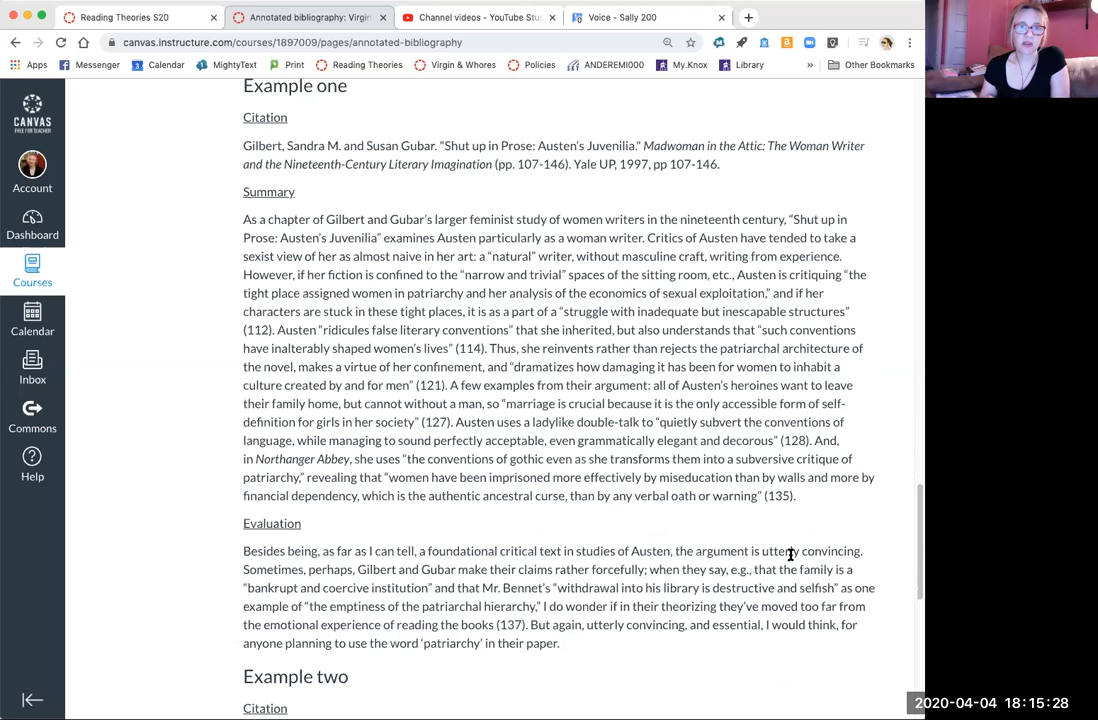 Reading Theories S20
Annotated bibliography: Virgin
Channel videos - YouTube Stu
Voice - Sally 200
canvas.instructure.com/courses/1897009/pages/annotated-bibliography
Apps Messenger Calendar MightyText Print Reading Theories Virgin & Whores Policies ANDEREMI000 My.Knox Library » Other Bookmarks
CANVAS
FREE FOR TEACHER
Account
Dashboard
Courses
Calendar
Inbox
Commons
Help
Example one
Citation
Gilbert, Sandra M. and Susan Gubar. "Shut up in Prose: Austen's Juvenilia." Madwoman in the Attic: The Woman Writer
and the Nineteenth-Century Literary Imagination (pp. 107-146). Yale UP, 1997, pp 107-146.
Summary
As a chapter of Gilbert and Gubar's larger feminist study of women writers in the nineteenth century, “Shut up in
Prose: Austen's Juvenilia” examines Austen particularly as a woman writer. Critics of Austen have tended to take a
sexist view of her as almost naive in her art: a “natural” writer, without masculine craft, writing from experience.
However, if her fiction is confined to the “narrow and trivial” spaces of the sitting room, etc., Austen is critiquing “the
tight place assigned women in patriarchy and her analysis of the economics of sexual exploitation,” and if her
characters are stuck in these tight places, it is as a part of a “struggle with inadequate but inescapable structures”
(112). Austen “ridicules false literary conventions” that she inherited, but also understands that “such conventions
have inalterably shaped women's lives” (114). Thus, she reinvents rather than rejects the patriarchal architecture of
the novel, makes a virtue of her confinement, and “dramatizes how damaging it has been for women to inhabit a
culture created by and for men” (121). A few examples from their argument: all of Austen's heroines want to leave
their family home, but cannot without a man, so “marriage is crucial because it is the only accessible form of self-
definition for girls in her society” (127). Austen uses a ladylike double-talk to “quietly subvert the conventions of
language, while managing to sound perfectly acceptable, even grammatically elegant and decorous” (128). And,
in Northanger Abbey, she uses “the conventions of gothic even as she transforms them into a subversive critique of
patriarchy,” revealing that “women have been imprisoned more effectively by miseducation than by walls and more by
financial dependency, which is the authentic ancestral curse, than by any verbal oath or warning” (135).
Evaluation
Besides being, as far as I can tell, a foundational critical text in studies of Austen, the argument is utterly convincing.
Sometimes, perhaps, Gilbert and Gubar make their claims rather forcefully; when they say, e.g., that the family is a
“bankrupt and coercive institution” and that Mr. Bennet's “withdrawal into his library is destructive and selfish” as one
example of “the emptiness of the patriarchal hierarchy,” I do wonder if in their theorizing they've moved too far from
the emotional experience of reading the books (137). But again, utterly convincing, and essential, I would think, for
anyone planning to use the word ‘patriarchy’ in their paper.
Example two
Citation
2020-04-04 18:15:28